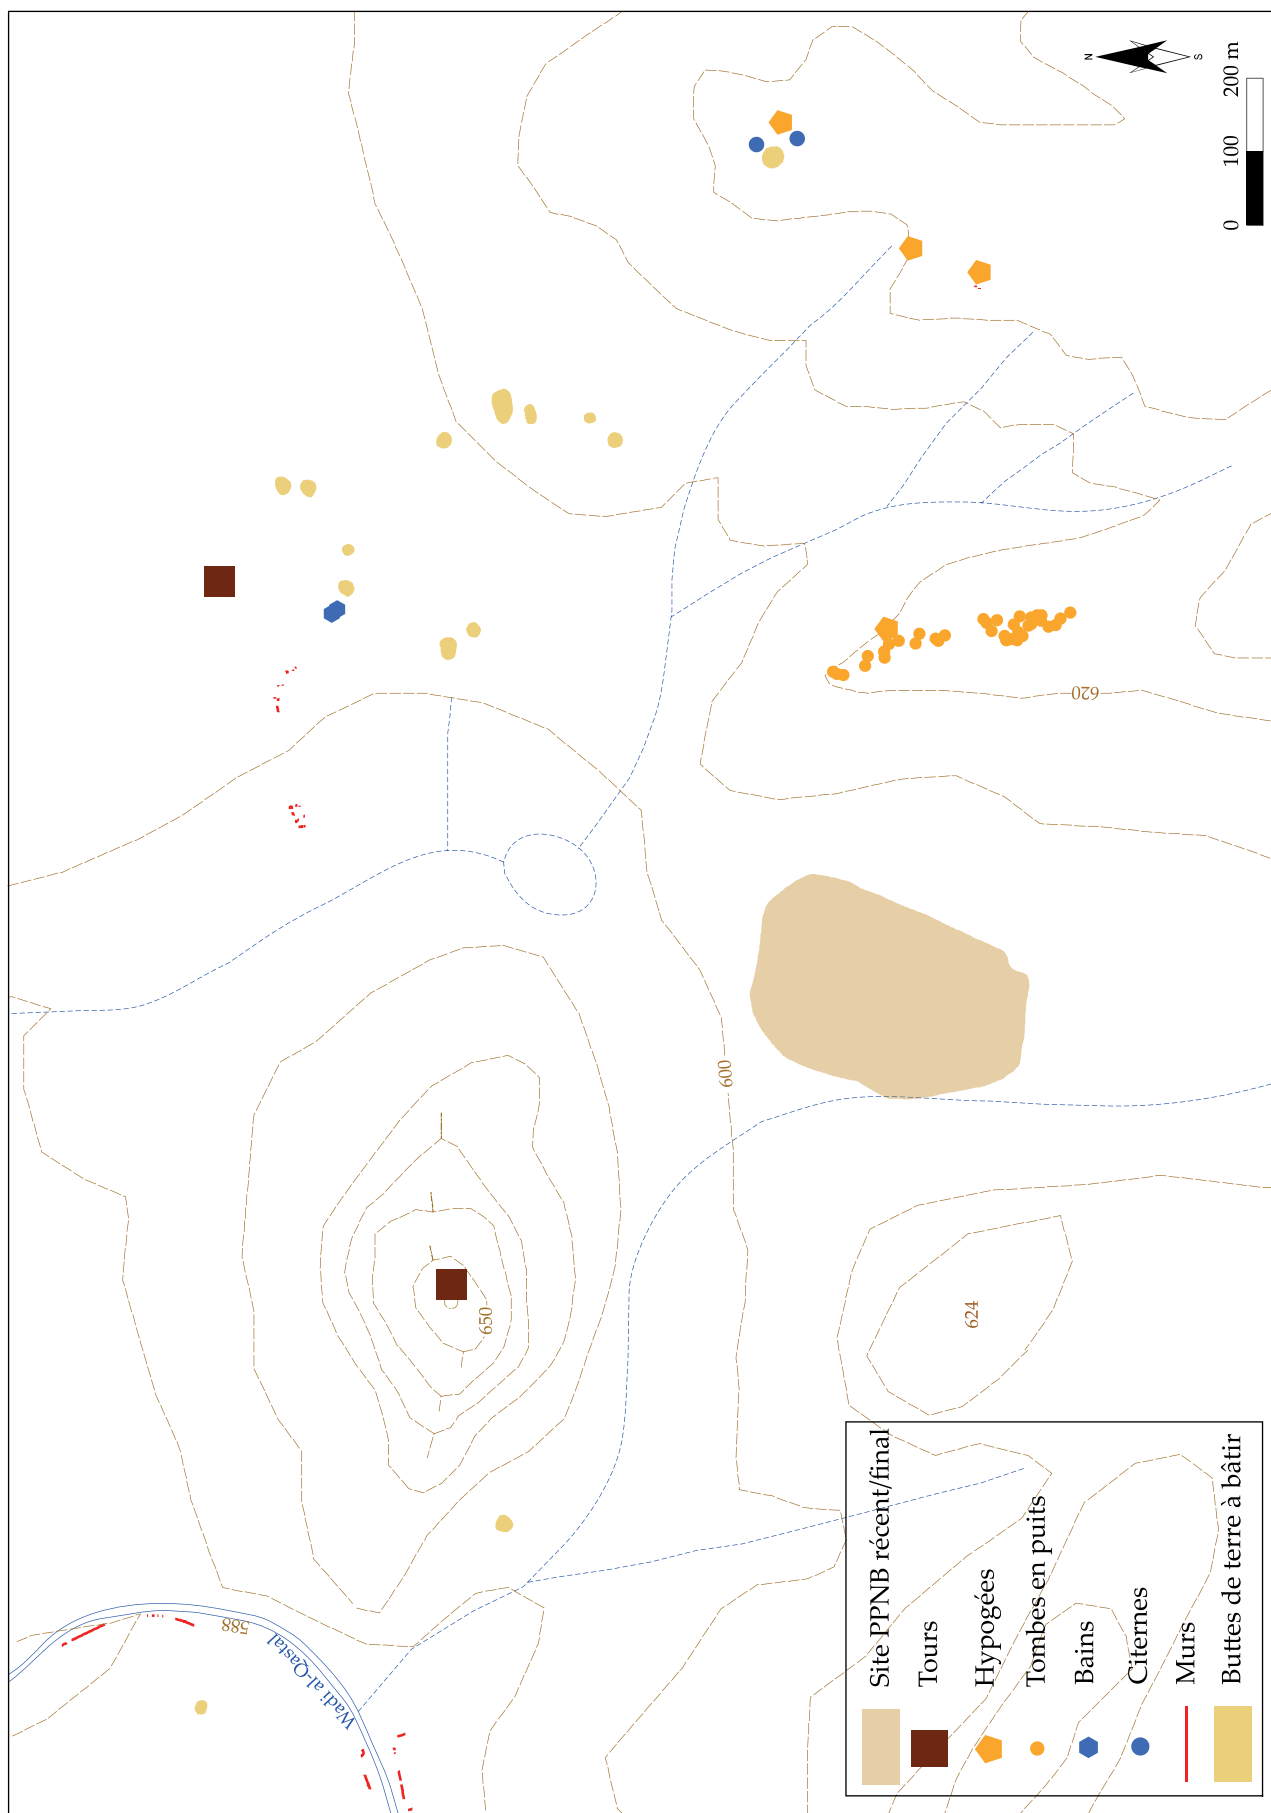 N
S
0 100 200 m
620
600
650
624
588
Wadi al-Qastal
Site PPNB récent/final
Tours
Hypogées
Tombes en puits
Bains
Citernes
Murs
Buttes de terre à bâtir